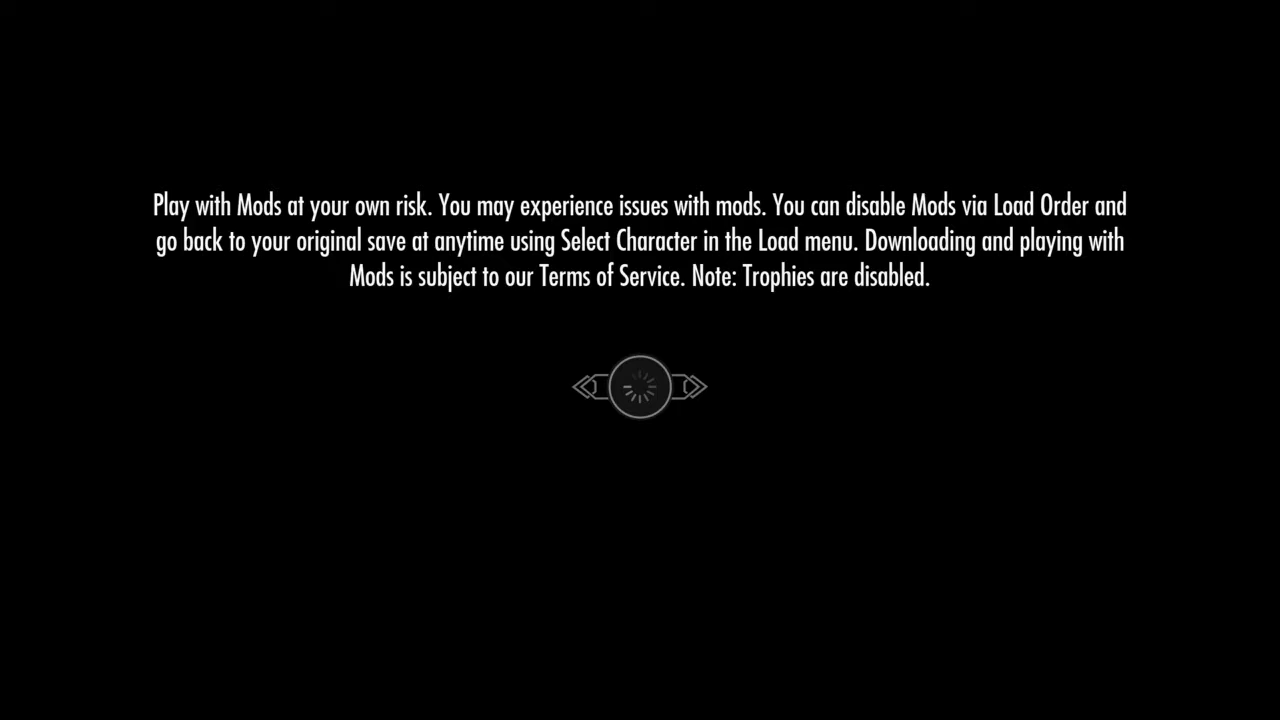 Play with Mods at your own risk. You may experience issues with mods. You can disable Mods via Load Order and
go back to your original save at anytime using Select Character in the Load menu. Downloading and playing with
Mods is subject to our Terms of Service. Note: Trophies are disabled.